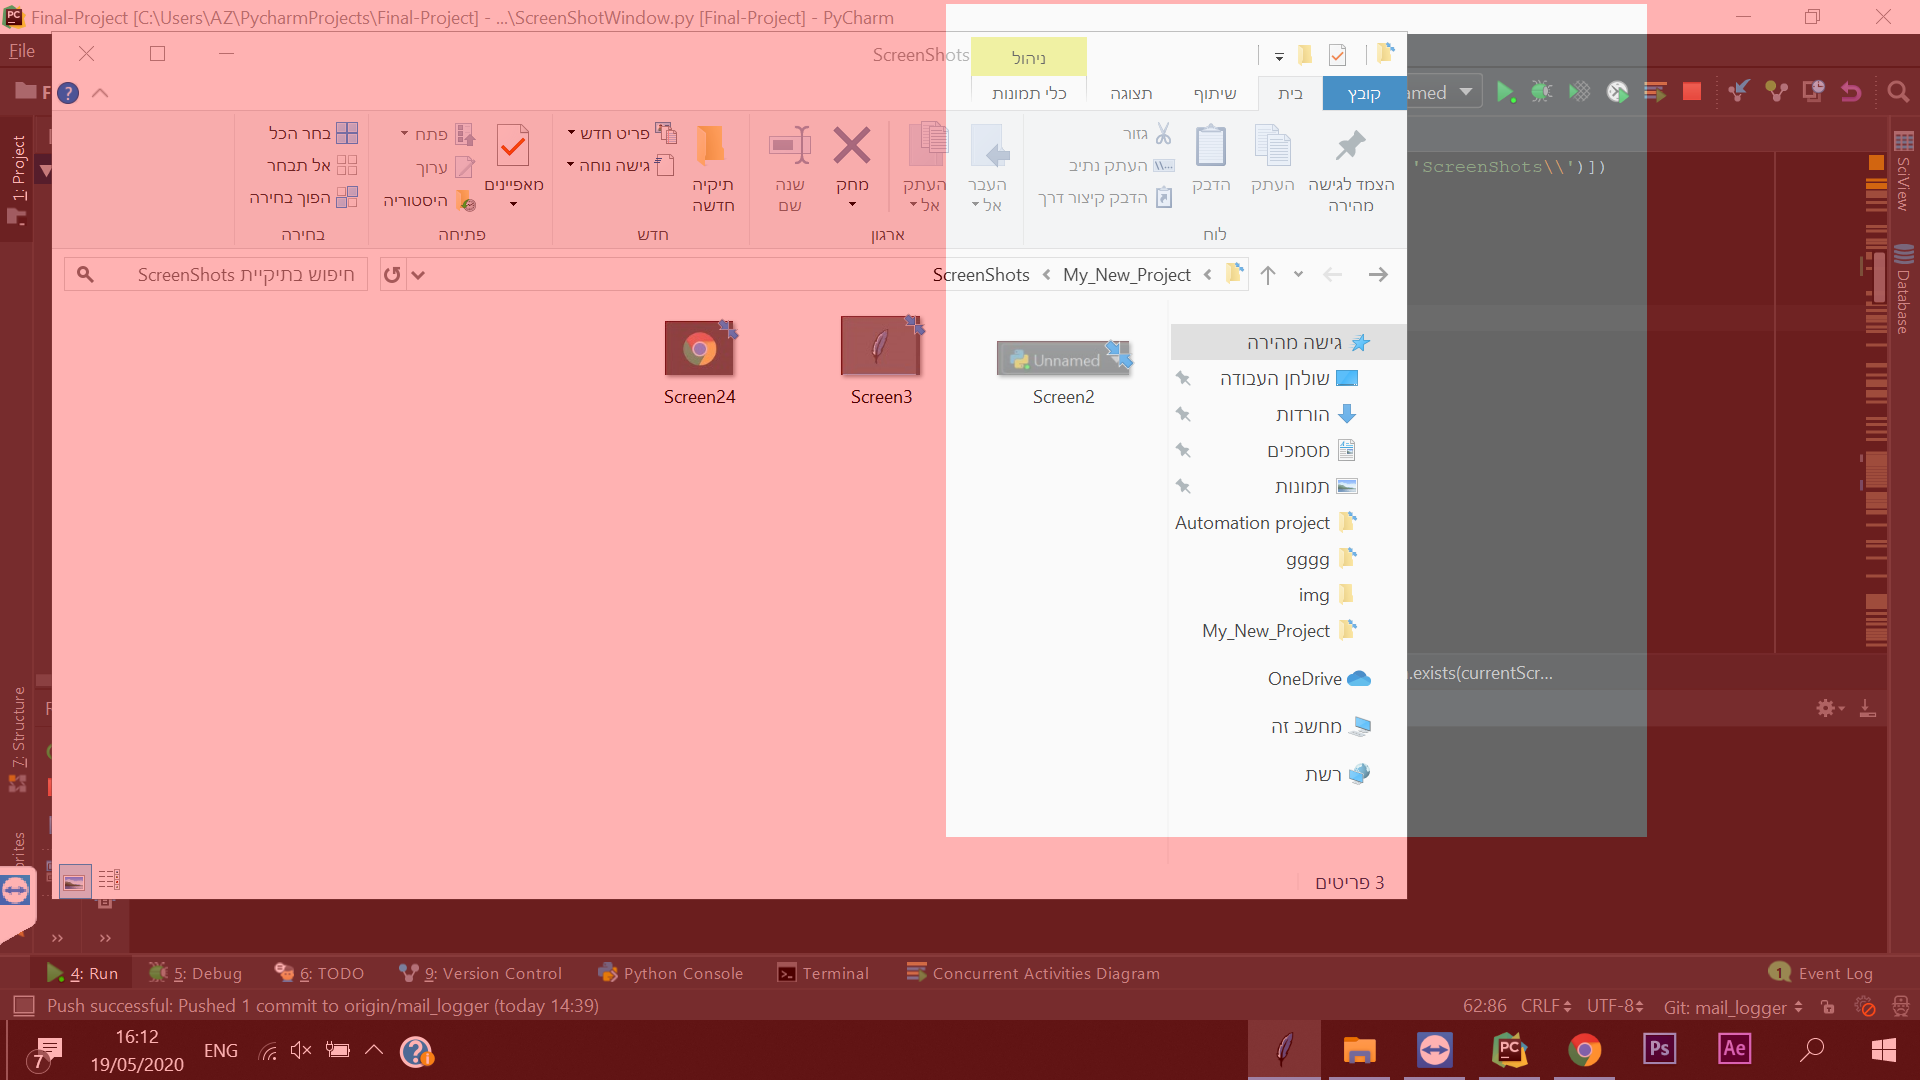 Final-Project [C:\Users\AZ\PycharmProjects\Final-Project] - ...\ScreenShotWindow.py [Final-Project] - PyCharm
File
ScreenShots
ניהול
קובץ
בית
שיתוף
תצוגה
כלי תמונות
הצמד לגישה מהירה
העתק
הדבק
גזור
העתק נתיב
הדבק קיצור דרך
לוח
העבר אל
העתק אל
מחק
שנה שם
ארגון
תיקיה חדשה
פריט חדש
גישה נוחה
חדש
מאפיינים
פתח
ערוך
היסטוריה
פתיחה
בחר הכל
אל תבחר
הפוך בחירה
בחירה
'ScreenShots\\')])
1: Project
SciView
Database
חיפוש בתיקיית ScreenShots
ScreenShots
My_New_Project
Screen24
Screen3
Unnamed
Screen2
גישה מהירה
שולחן העבודה
הורדות
מסמכים
תמונות
Automation project
gggg
img
My_New_Project
OneDrive
מחשב זה
רשת
.exists(currentScr...
7: Structure
3 פריטים
4: Run
5: Debug
6: TODO
9: Version Control
Python Console
Terminal
Concurrent Activities Diagram
1 Event Log
Push successful: Pushed 1 commit to origin/mail_logger (today 14:39)
62:86 CRLF UTF-8 Git: mail_logger
7
16:12
19/05/2020
ENG
PC
Ps
Ae